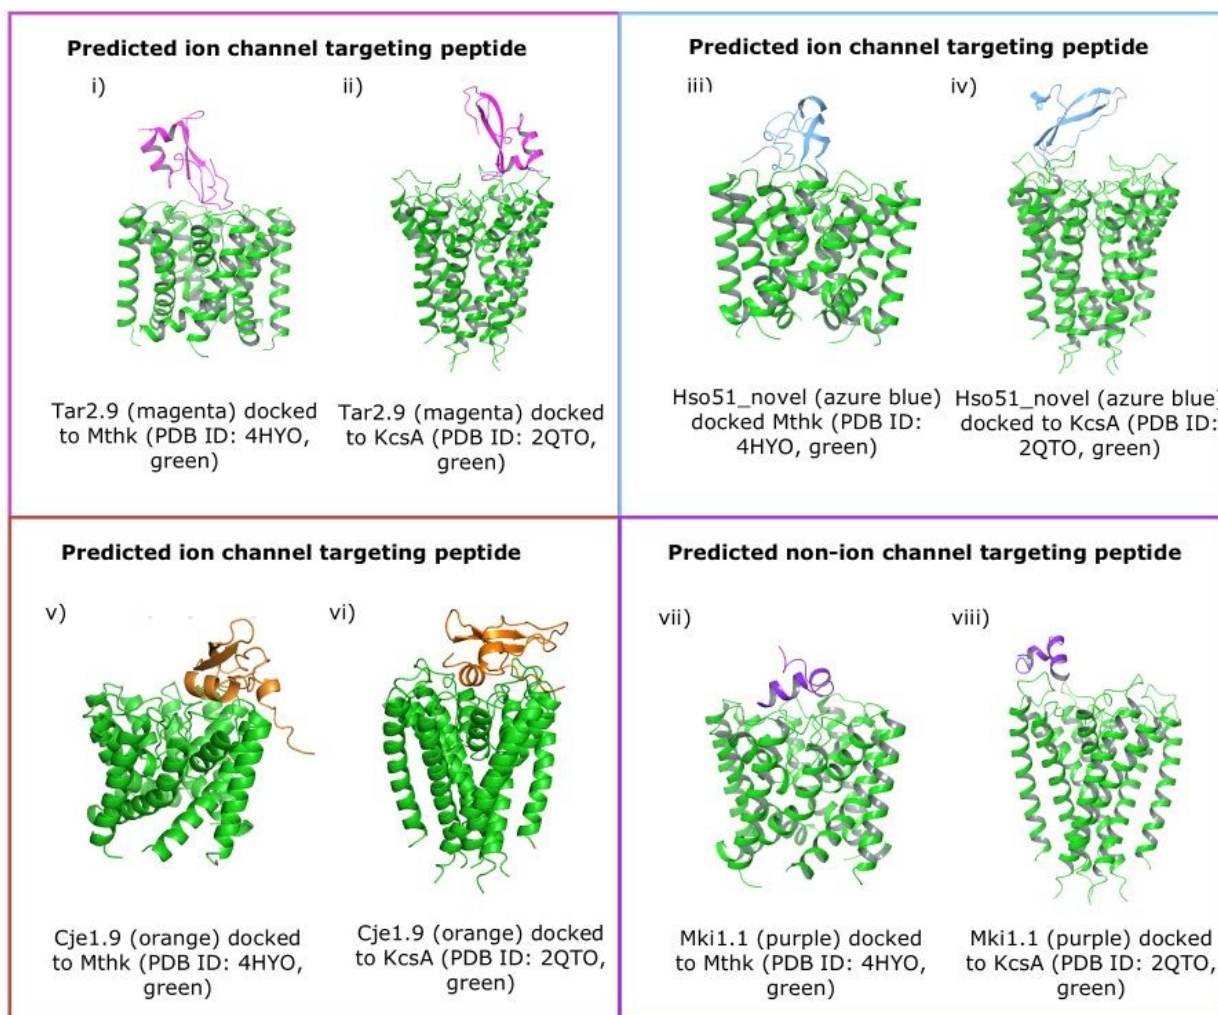 Predicted ion channel targeting peptide
i)
ii)
Tar2.9 (magenta) docked
to Mthk (PDB ID: 4HYO,
green)
Tar2.9 (magenta) docked
to KcsA (PDB ID: 2QTO,
green)
Predicted ion channel targeting peptide
iii)
iv)
Hso51_novel (azure blue)
docked Mthk (PDB ID:
4HYO, green)
Hso51_novel (azure blue)
docked to KcsA (PDB ID:
2QTO, green)
Predicted ion channel targeting peptide
v)
vi)
Cje1.9 (orange) docked
to Mthk (PDB ID: 4HYO,
green)
Cje1.9 (orange) docked
to KcsA (PDB ID: 2QTO,
green)
Predicted non-ion channel targeting peptide
vii)
viii)
Mki1.1 (purple) docked
to Mthk (PDB ID: 4HYO,
green)
Mki1.1 (purple) docked
to KcsA (PDB ID: 2QTO,
green)